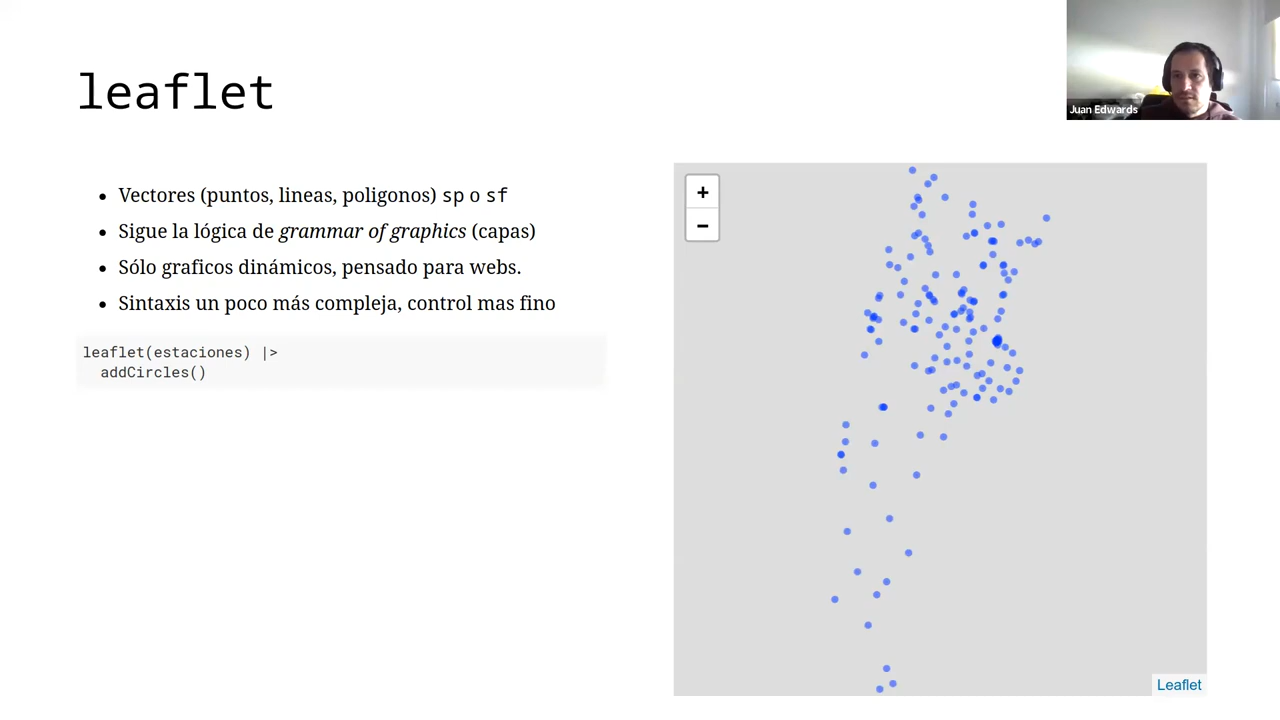 leaflet
Juan Edwards
• Vectores (puntos, lineas, poligonos) sp o sf
• Sigue la lógica de grammar of graphics (capas)
• Sólo graficos dinámicos, pensado para webs.
• Sintaxis un poco más compleja, control mas fino
leaflet(estaciones) |>
addCircles()
+
−
Leaflet